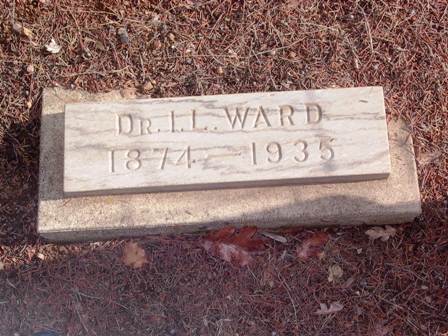 Dr. I.L. WARD
1874 — 1935